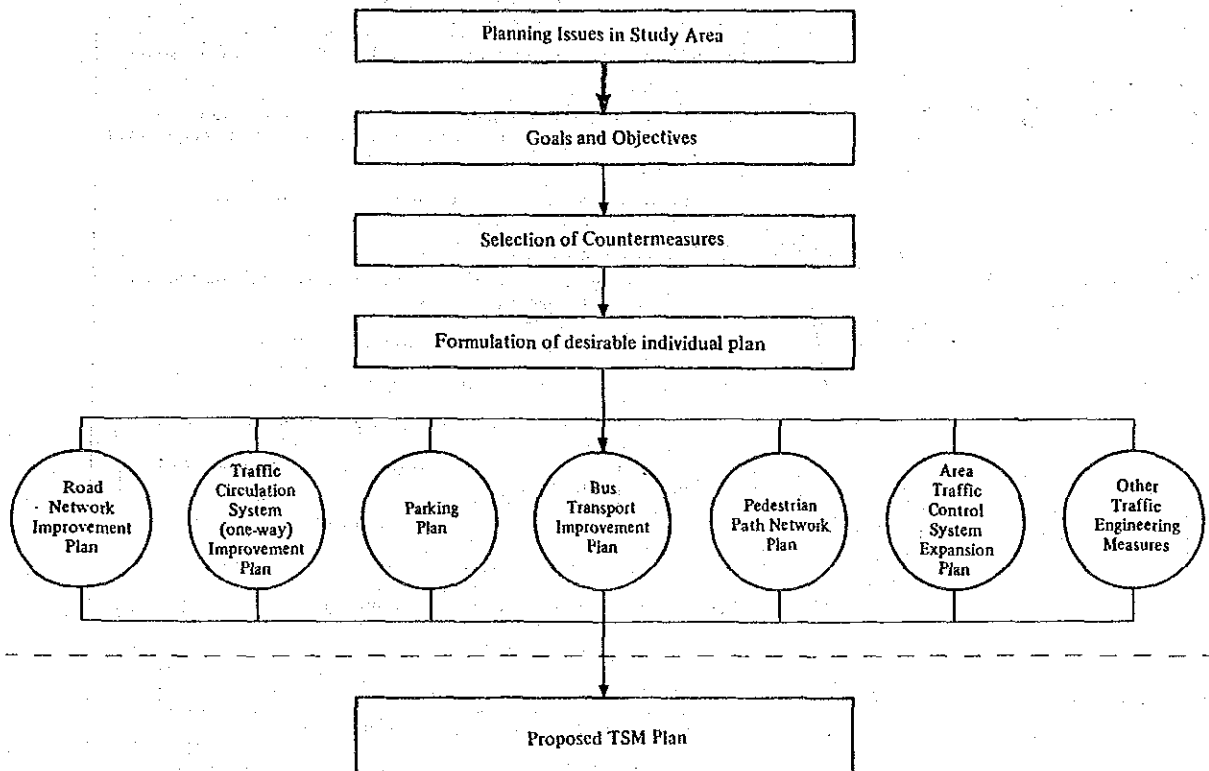 Planning Issues in Study Area
Goals and Objectives
Selection of Countermeasures
Formulation of desirable individual plan
Road
Network
Improvement
Plan
Traffic
Circulation
System
(one-way)
Improvement
Plan
Parking
Plan
Bus
Transport
Improvement
Plan
Pedestrian
Path Network
Plan
Area
Traffic
Control
System
Expansion
Plan
Other
Traffic
Engineering
Measures
Proposed TSM Plan